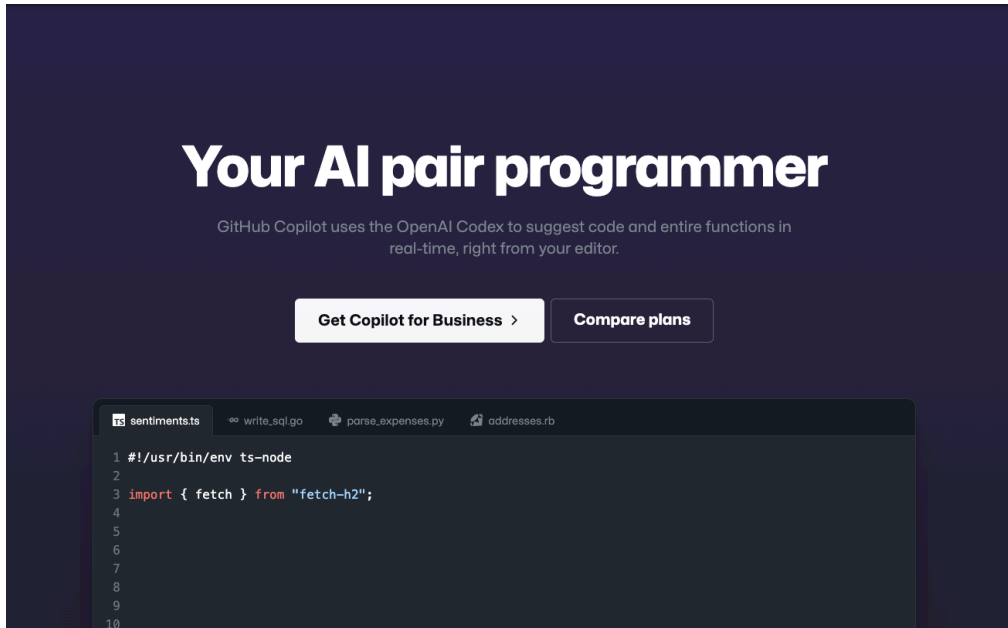 Your AI pair programmer
GitHub Copilot uses the OpenAI Codex to suggest code and entire functions in
real-time, right from your editor.
Get Copilot for Business >
Compare plans
TS sentiments.ts
write_sql.go
parse_expenses.py
addresses.rb
1 #!/usr/bin/env ts-node
2
3 import { fetch } from "fetch-h2";
4
5
6
7
8
9
10